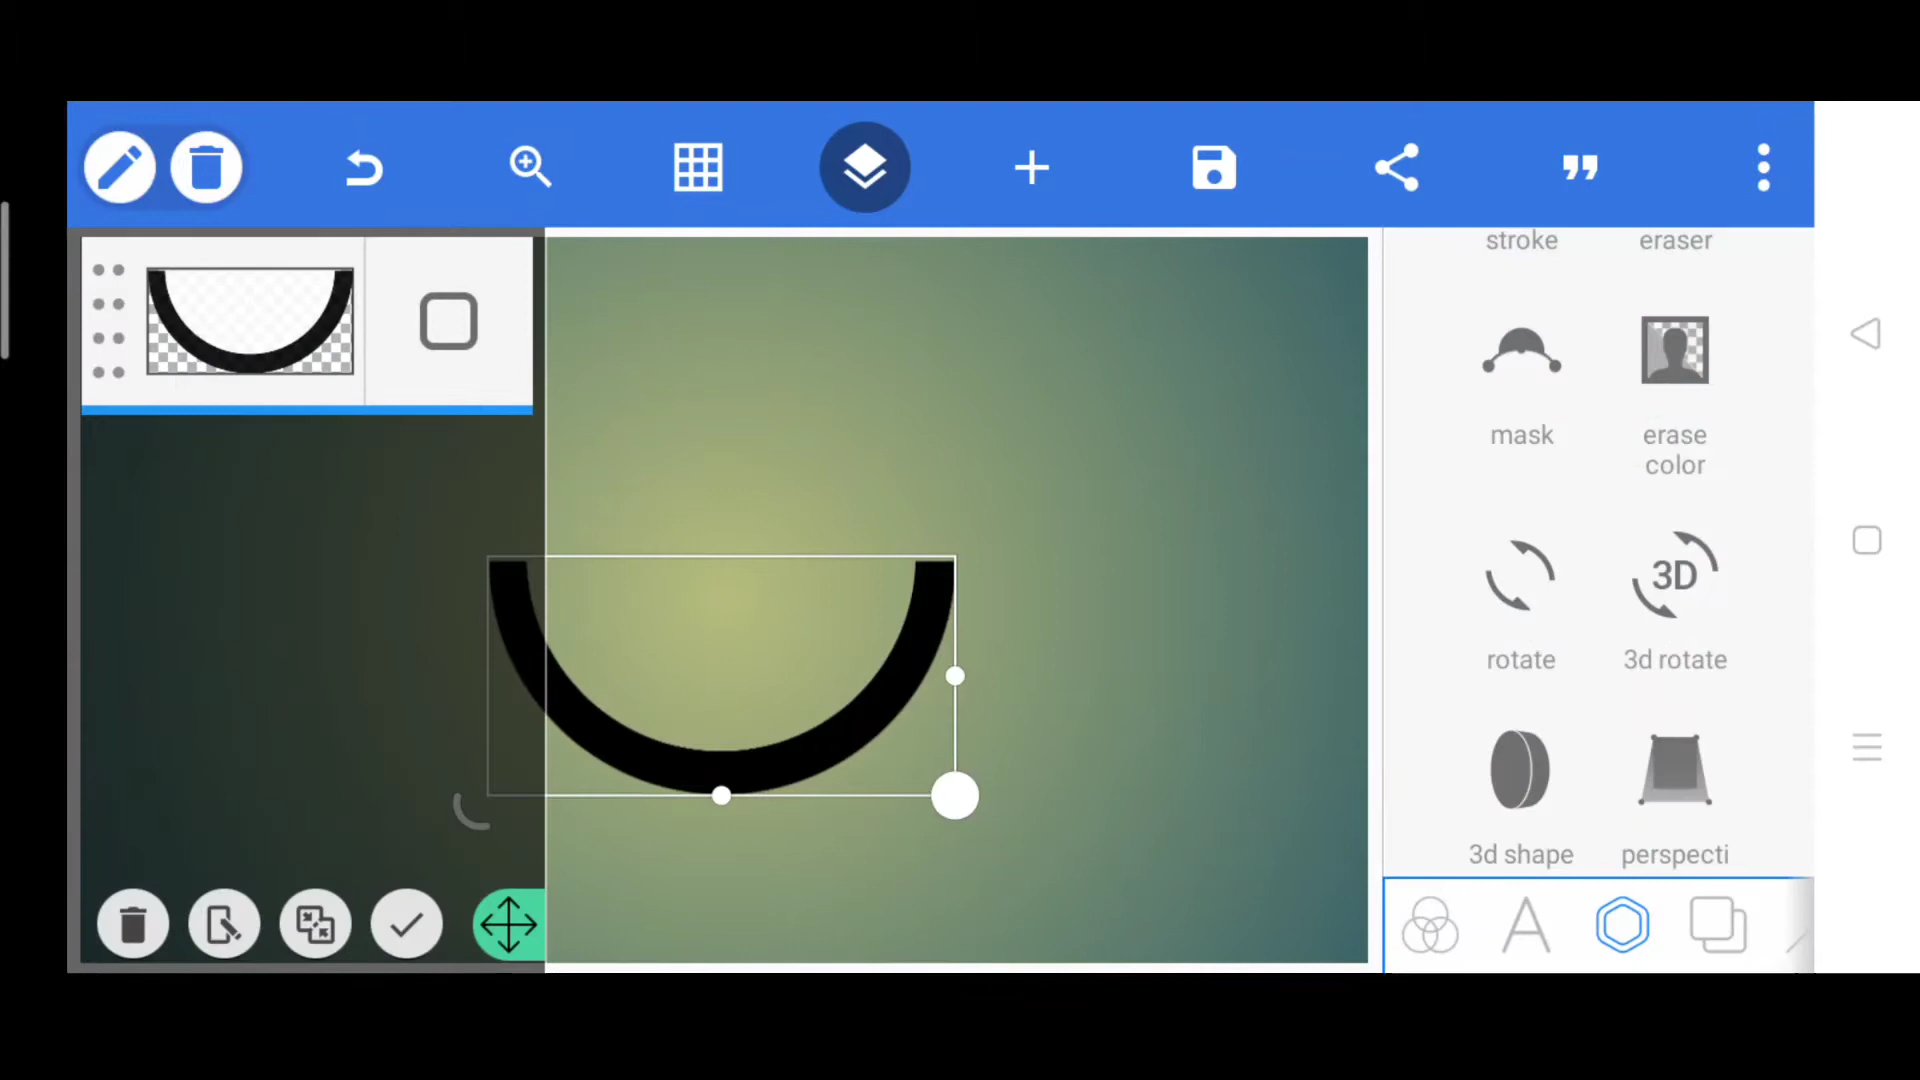 stroke eraser
mask erase
color
3D
rotate 3d rotate
3d shape perspecti